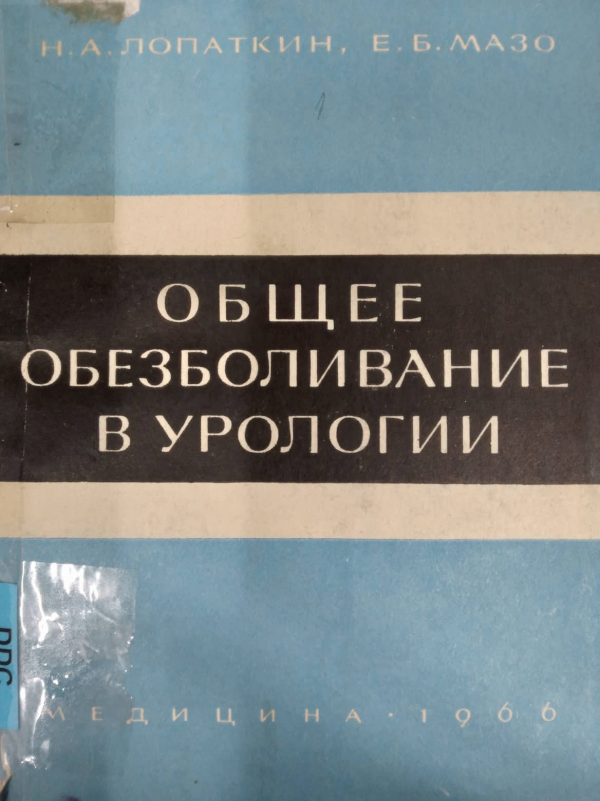 Н. А. ЛОПАТКИН, Е. Б. МАЗО
ОБЩЕЕ
ОБЕЗБОЛИВАНИЕ
В УРОЛОГИИ
МЕДИЦИНА · 1966